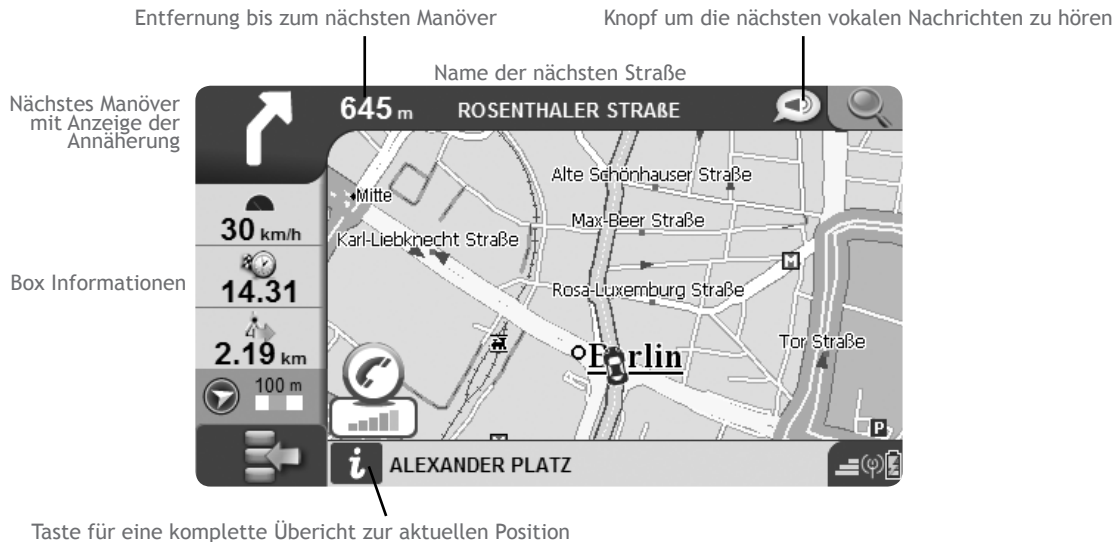 Entfernung bis zum nächsten Manöver
Knopf um die nächsten vokalen Nachrichten zu hören
Name der nächsten Straße
Nächstes Manöver
mit Anzeige der
Annäherung
645 m
ROSENTHALER STRAßE
Alte Schönhauser Straße
Mitte
Max-Beer Straße
30 km/h
Karl-Liebknecht Straße
M
Box Informationen
14.31
Rosa-Luxemburg Straße
Tor Straße
2.19 km
Berlin
100 m
P
i
ALEXANDER PLATZ
Taste für eine komplette Übericht zur aktuellen Position